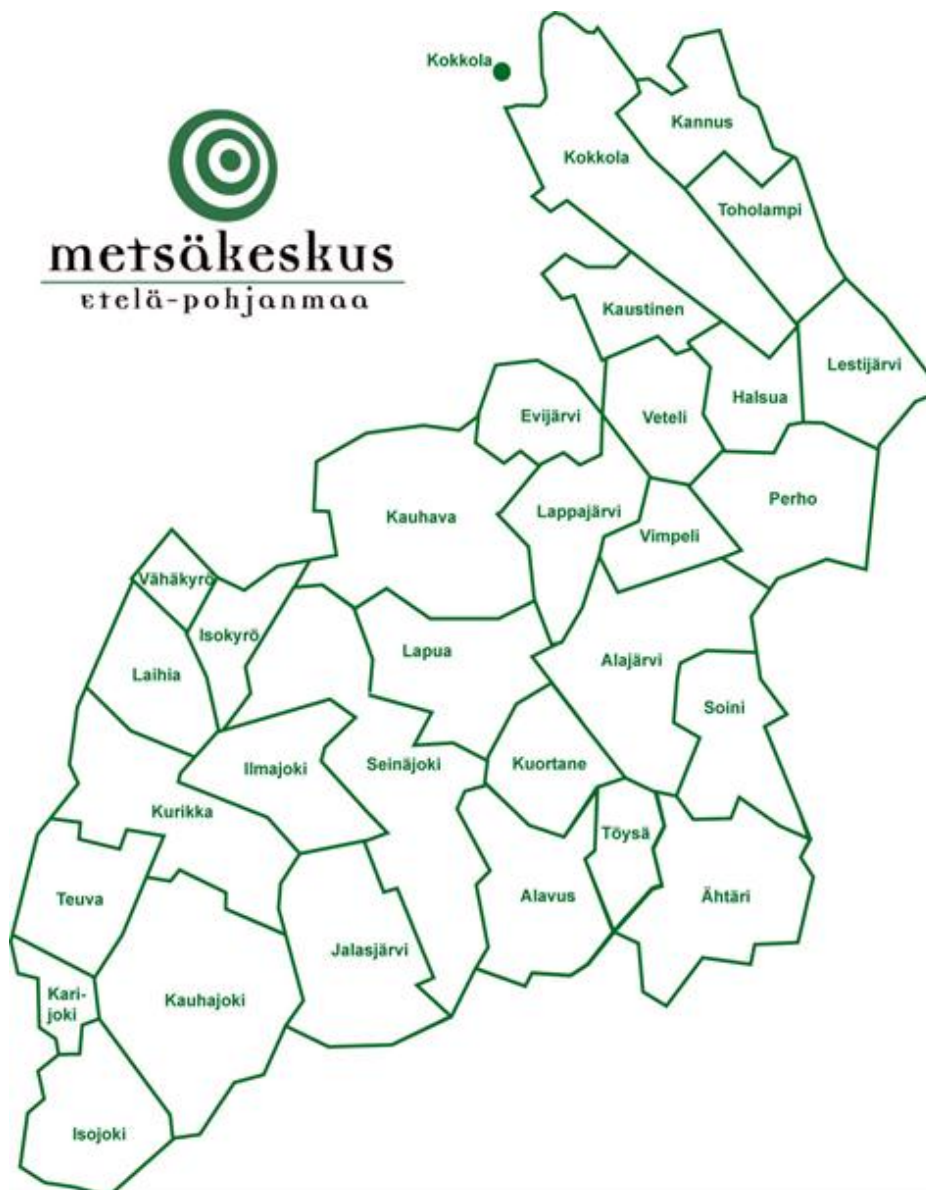 Kokkola
Kannus
Kokkola
Toholampi
metsäkeskus
etelä-pohjanmaa
Kaustinen
Lestijärvi
Halsua
Evijärvi
Veteli
Perho
Kauhava
Lappajärvi
Vimpeli
Vähäkyrö
Isokyrö
Lapua
Alajärvi
Laihia
Soini
Ilmajoki
Seinäjoki
Kuortane
Kurikka
Töysä
Teuva
Alavus
Ähtäri
Jalasjärvi
Kari-
joki
Kauhajoki
Isojoki